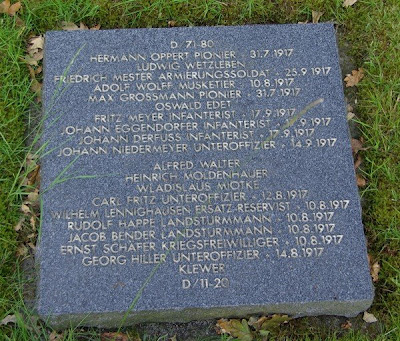 D 71-80
HERMANN OPPERT PIONIER - 31.7.1917
LUDWIG WETZLEBEN
FRIEDRICH MESTER ARMIERUNGSSOLDAT - 25.9.1917
ADOLF WOLFF MUSKETIER - 10.8.1917
MAX GROSSMANN PIONIER - 31.7.1917
OSWALD EDET
FRITZ MEYER INFANTERIST - 17.9.1917
JOHANN EGGENDORFER INFANTERIST - 9.1917
JOHANN DERFUSS INFANTERIST - 17.9.1917
JOHANN NIEDERMEYER UNTEROFFIZIER - 14.9.1917
ALFRED WALTER
HEINRICH MOLDENHAUER
WLADISLAUS MIOTKE
CARL FRITZ UNTEROFFIZIER - 12.8.1917
WILHELM LENNIGHAUSEN ERSATZ-RESERVIST - 10.8.1917
RUDOLF HAPPE LANDSTURMMANN - 10.8.1917
JACOB BENDER LANDSTURMMANN - 10.8.1917
ERNST SCHÄFER KRIEGSFREIWILLIGER - 10.8.1917
GEORG HILLER UNTEROFFIZIER - 14.8.1917
KLEWER
D/11-20